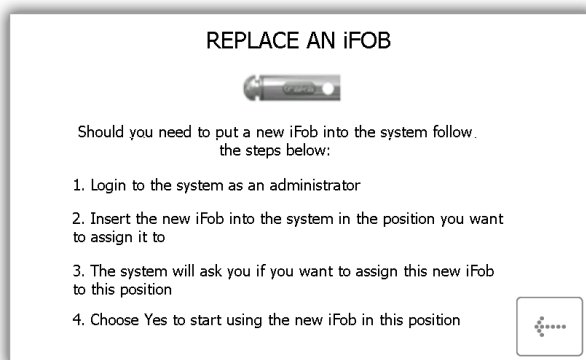 REPLACE AN iFOB
Should you need to put a new iFob into the system follow.
the steps below:
1. Login to the system as an administrator
2. Insert the new iFob into the system in the position you want
to assign it to
3. The system will ask you if you want to assign this new iFob
to this position
4. Choose Yes to start using the new iFob in this position